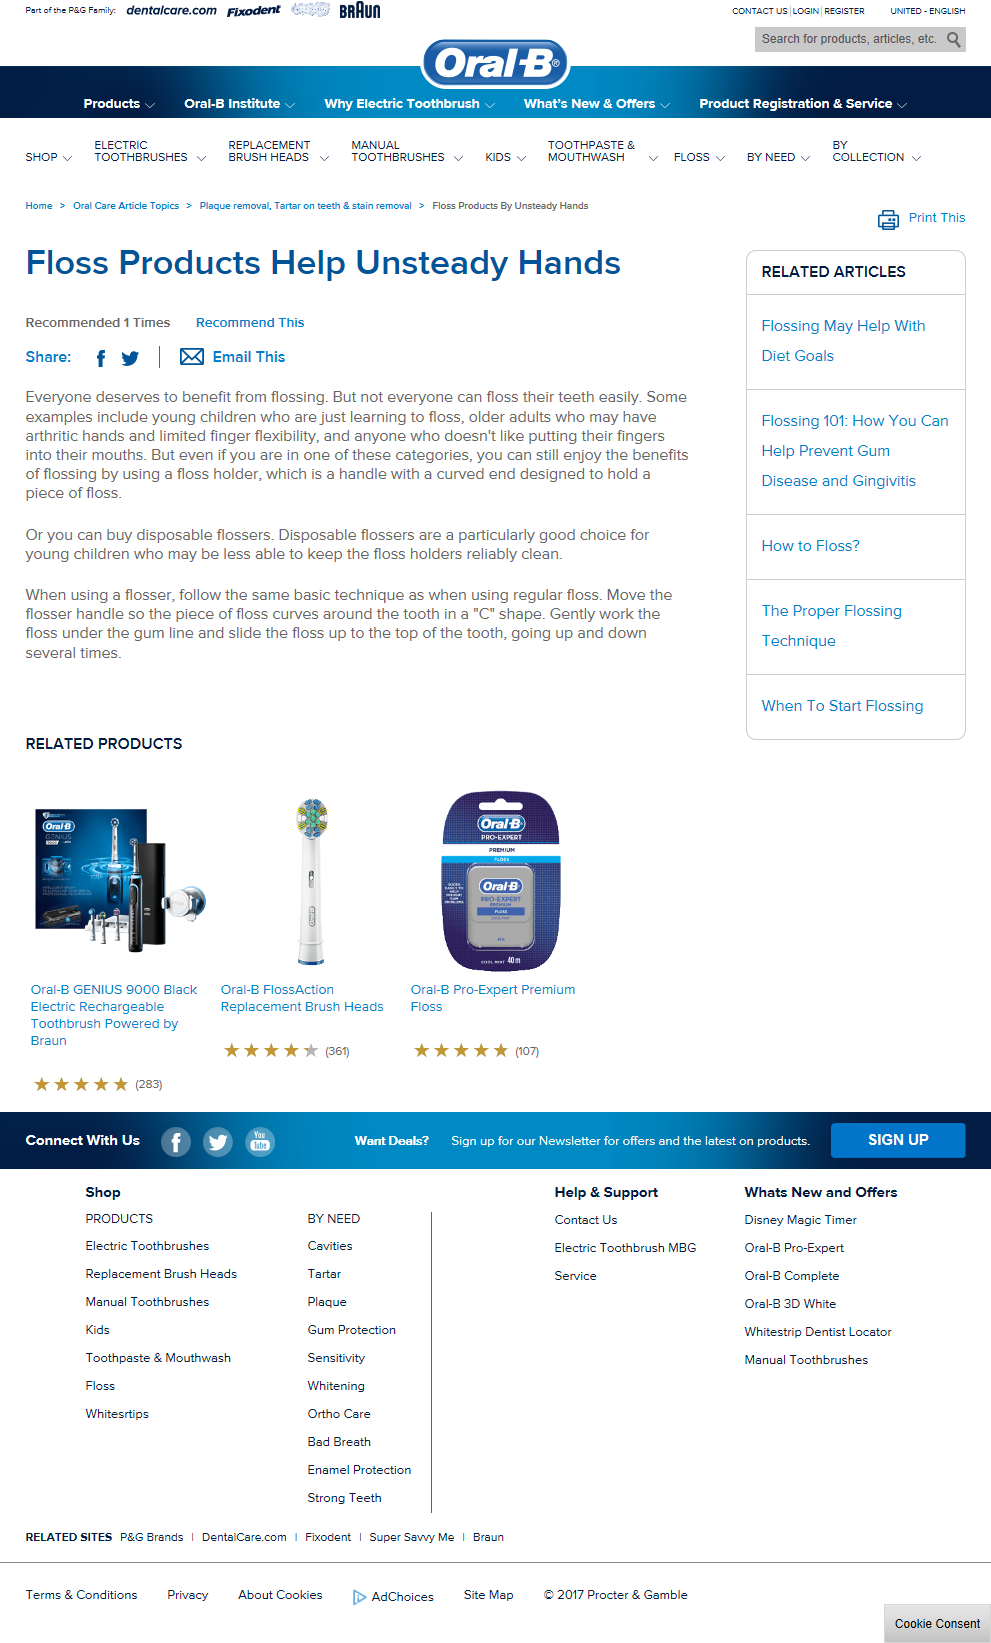 Part of the P&G Family:
dentalcare.com
Fixodent
BRAUN
CONTACT US
LOGIN
REGISTER
UNITED - ENGLISH
Search for products, articles, etc.
Oral-B®
Products
Oral-B Institute
Why Electric Toothbrush
What's New & Offers
Product Registration & Service
SHOP
ELECTRIC
TOOTHBRUSHES
REPLACEMENT
BRUSH HEADS
MANUAL
TOOTHBRUSHES
KIDS
TOOTHPASTE &
MOUTHWASH
FLOSS
BY NEED
BY
COLLECTION
Home > Oral Care Article Topics > Plaque removal, Tartar on teeth & stain removal > Floss Products By Unsteady Hands
Print This
Floss Products Help Unsteady Hands
Recommended 1 Times
Recommend This
Share:
Email This
Everyone deserves to benefit from flossing. But not everyone can floss their teeth easily. Some
examples include young children who are just learning to floss, older adults who may have
arthritic hands and limited finger flexibility, and anyone who doesn't like putting their fingers
into their mouths. But even if you are in one of these categories, you can still enjoy the benefits
of flossing by using a floss holder, which is a handle with a curved end designed to hold a
piece of floss.
Or you can buy disposable flossers. Disposable flossers are a particularly good choice for
young children who may be less able to keep the floss holders reliably clean.
When using a flosser, follow the same basic technique as when using regular floss. Move the
flosser handle so the piece of floss curves around the tooth in a "C" shape. Gently work the
floss under the gum line and slide the floss up to the top of the tooth, going up and down
several times.
RELATED ARTICLES
Flossing May Help With
Diet Goals
Flossing 101: How You Can
Help Prevent Gum
Disease and Gingivitis
How to Floss?
The Proper Flossing
Technique
When To Start Flossing
RELATED PRODUCTS
Oral-B
GENIUS
Oral-B
Oral-B
PRO-EXPERT
PREMIUM
FLOSS
Oral-B
PRO-EXPERT
PREMIUM
FLOSS
COOL MINT 40 m
Oral-B GENIUS 9000 Black
Electric Rechargeable
Toothbrush Powered by
Braun
(283)
Oral-B FlossAction
Replacement Brush Heads
(361)
Oral-B Pro-Expert Premium
Floss
(107)
Connect With Us
You
Tube
Want Deals?
Sign up for our Newsletter for offers and the latest on products.
SIGN UP
Shop
PRODUCTS
Electric Toothbrushes
Replacement Brush Heads
Manual Toothbrushes
Kids
Toothpaste & Mouthwash
Floss
Whitesrtips
BY NEED
Cavities
Tartar
Plaque
Gum Protection
Sensitivity
Whitening
Ortho Care
Bad Breath
Enamel Protection
Strong Teeth
Help & Support
Contact Us
Electric Toothbrush MBG
Service
Whats New and Offers
Disney Magic Timer
Oral-B Pro-Expert
Oral-B Complete
Oral-B 3D White
Whitestrip Dentist Locator
Manual Toothbrushes
RELATED SITES P&G Brands | DentalCare.com | Fixodent | Super Savvy Me | Braun
Terms & Conditions
Privacy
About Cookies
AdChoices
Site Map
© 2017 Procter & Gamble
Cookie Consent